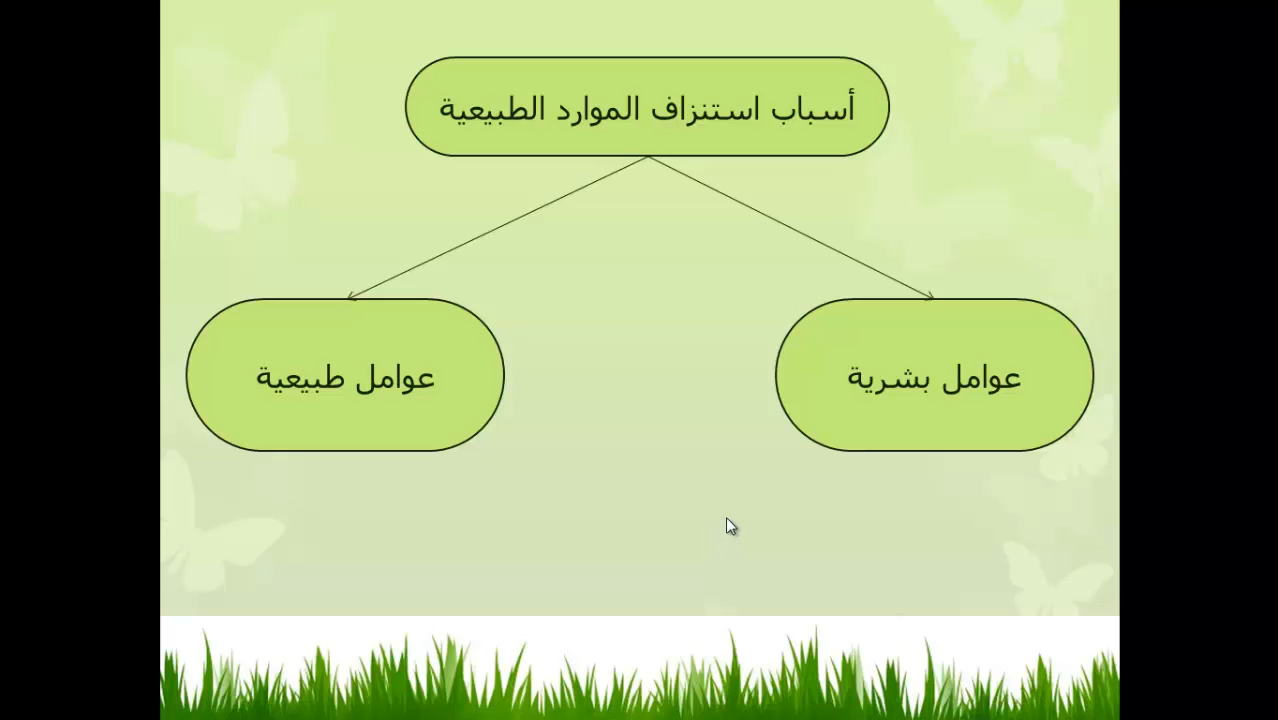 أسباب استنزاف الموارد الطبيعية
عوامل بشرية
عوامل طبيعية